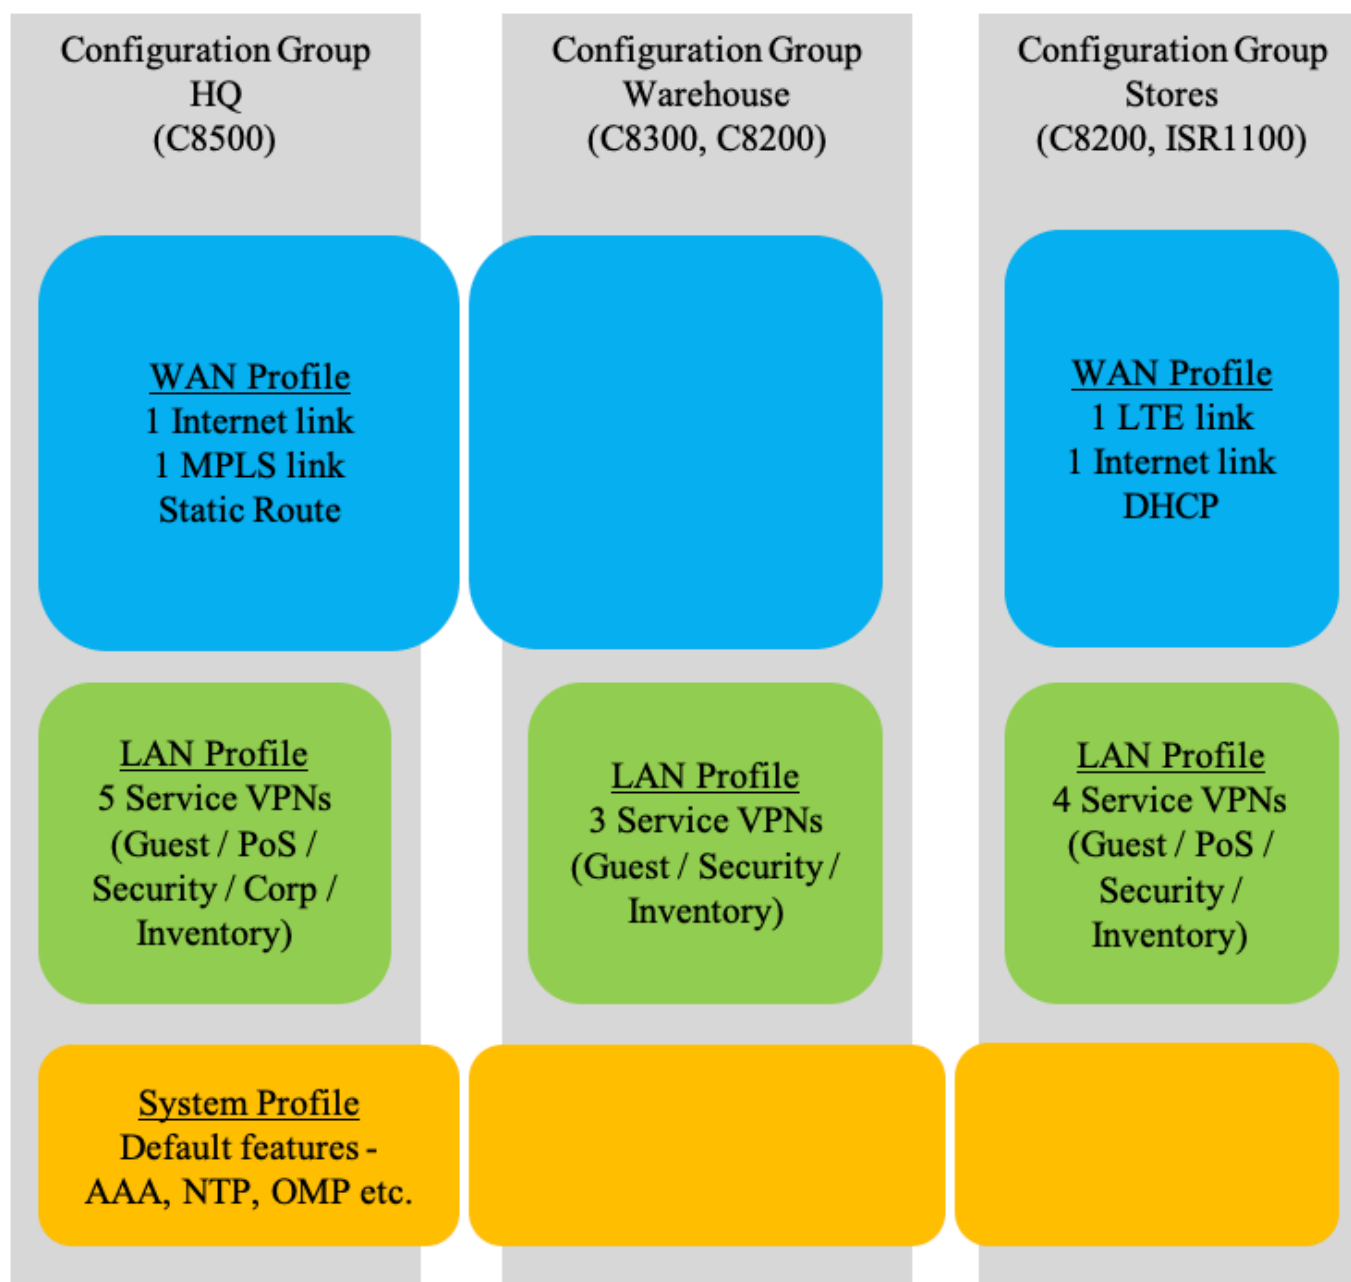 Configuration Group
HQ
(C8500)
Configuration Group
Warehouse
(C8300, C8200)
Configuration Group
Stores
(C8200, ISR1100)
WAN Profile
1 Internet link
1 MPLS link
Static Route
WAN Profile
1 LTE link
1 Internet link
DHCP
LAN Profile
5 Service VPNs
(Guest / PoS /
Security / Corp /
Inventory)
LAN Profile
3 Service VPNs
(Guest / Security /
Inventory)
LAN Profile
4 Service VPNs
(Guest / PoS /
Security /
Inventory)
System Profile
Default features -
AAA, NTP, OMP etc.